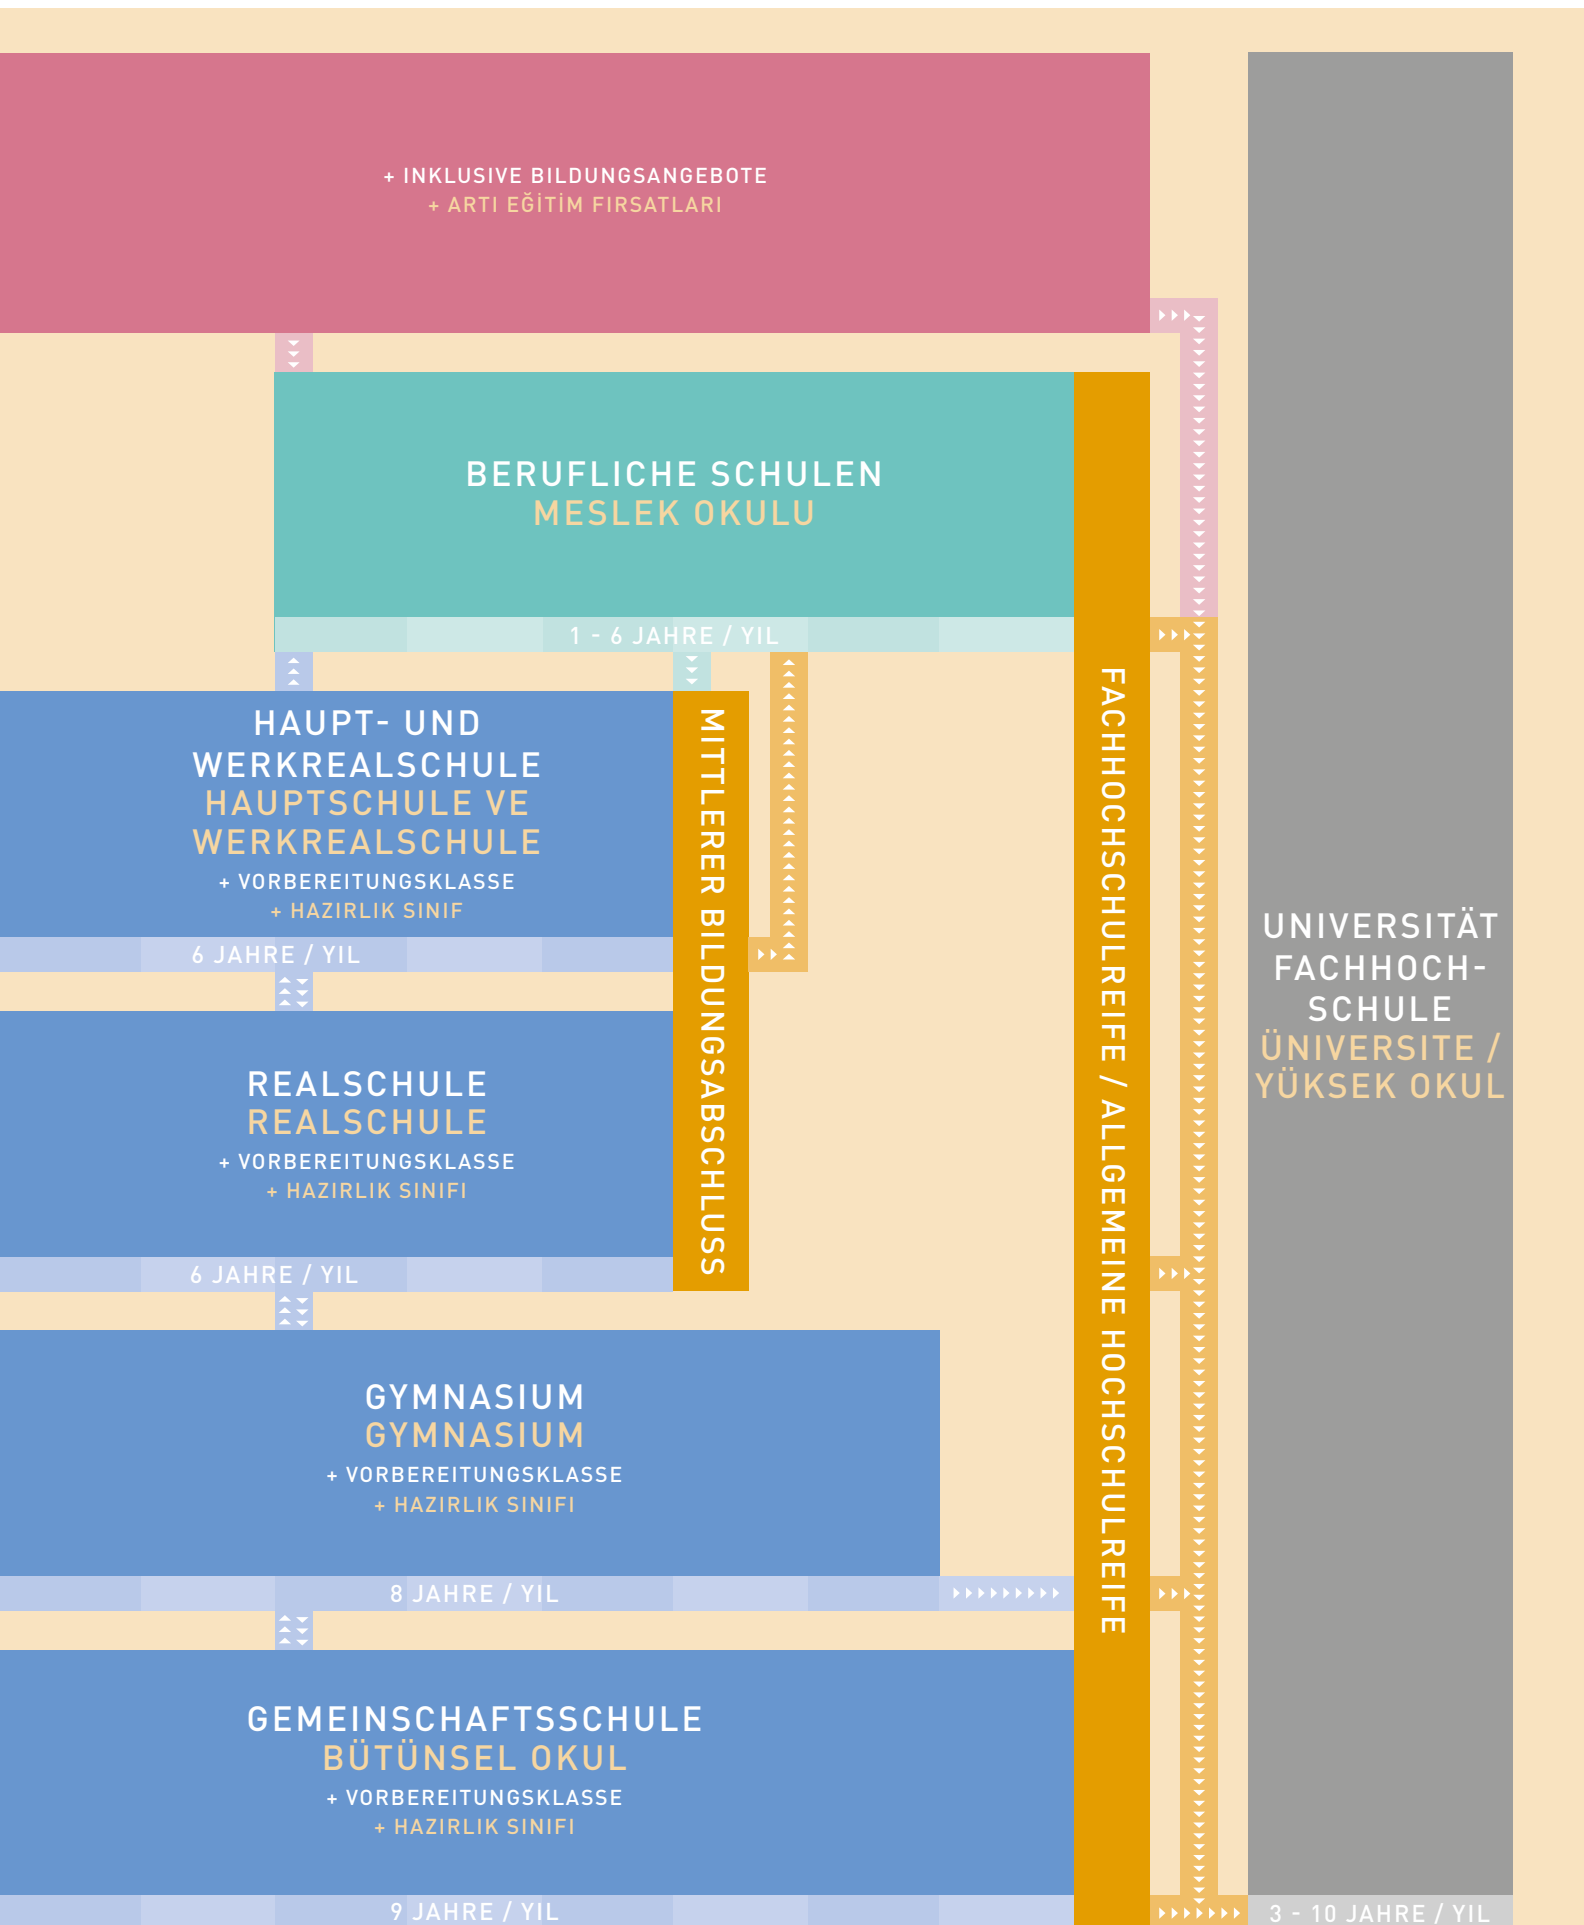 + INKLUSIVE BILDUNGSANGEBOTE
+ ARTI EĞİTİM FIRSATLARI
BERUFLICHE SCHULEN
MESLEK OKULU
1 - 6 JAHRE / YIL
HAUPT- UND
WERKREALSCHULE
HAUPTSCHULE VE
WERKREALSCHULE
+ VORBEREITUNGSKLASSE
+ HAZIRLIK SINIF
6 JAHRE / YIL
REALSCHULE
REALSCHULE
+ VORBEREITUNGSKLASSE
+ HAZIRLIK SINIFI
6 JAHRE / YIL
MITTLERER BILDUNGSABSCHLUSS
GYMNASIUM
GYMNASIUM
+ VORBEREITUNGSKLASSE
+ HAZIRLIK SINIFI
8 JAHRE / YIL
GEMEINSCHAFTSSCHULE
BÜTÜNSEL OKUL
+ VORBEREITUNGSKLASSE
+ HAZIRLIK SINIFI
9 JAHRE / YIL
FACHHOCHSCHULREIFE / ALLGEMEINE HOCHSCHULREIFE
UNIVERSITÄT
FACHHOCH-
SCHULE
ÜNIVERSITE /
YÜKSEK OKUL
3 - 10 JAHRE / YIL